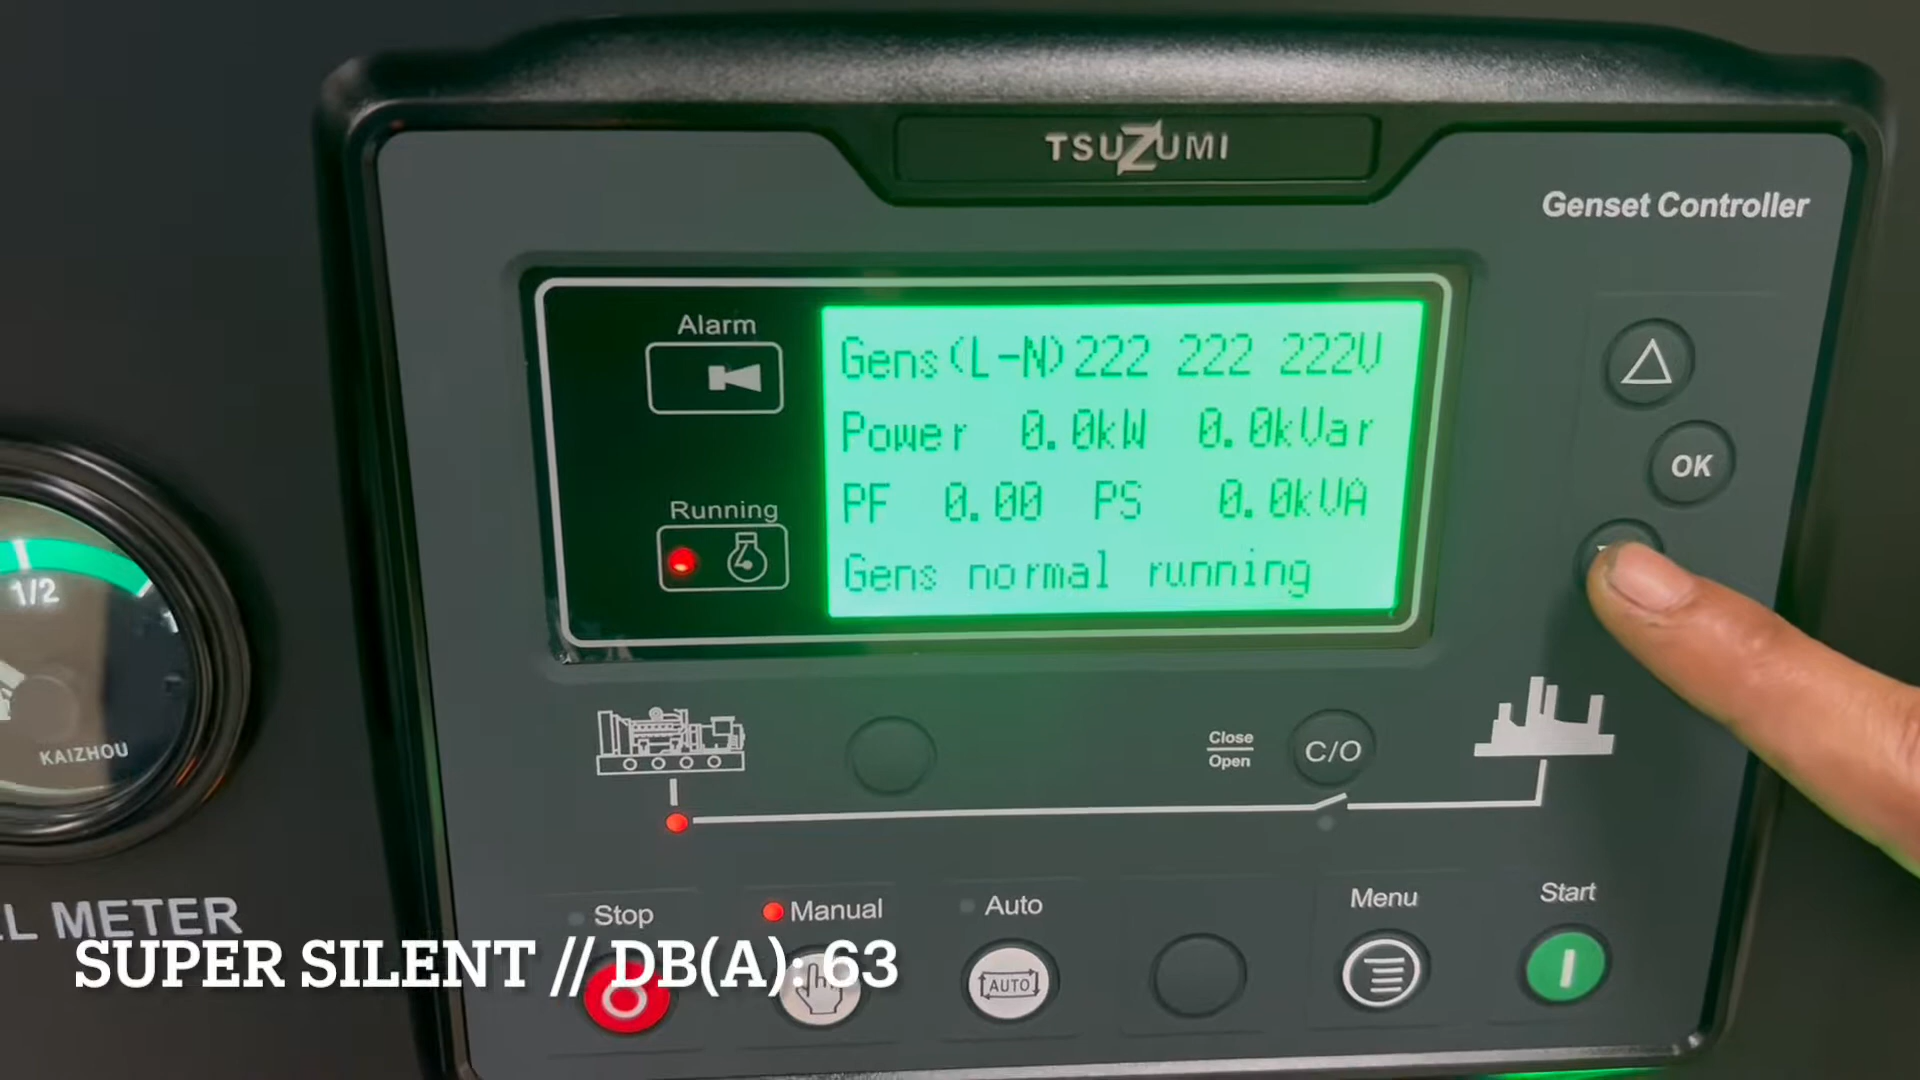 TSUZUMI
Genset Controller
Alarm
Gens(L-N)222 222 222V
Power 0.0kW 0.0kVar
PF 0.00 PS 0.0kVA
Gens normal running
Running
OK
1/2
KAIZHOU
Close
Open
C/O
L METER
Stop
Manual
Auto
Menu
Start
AUTO
SUPER SILENT // DB(A): 63